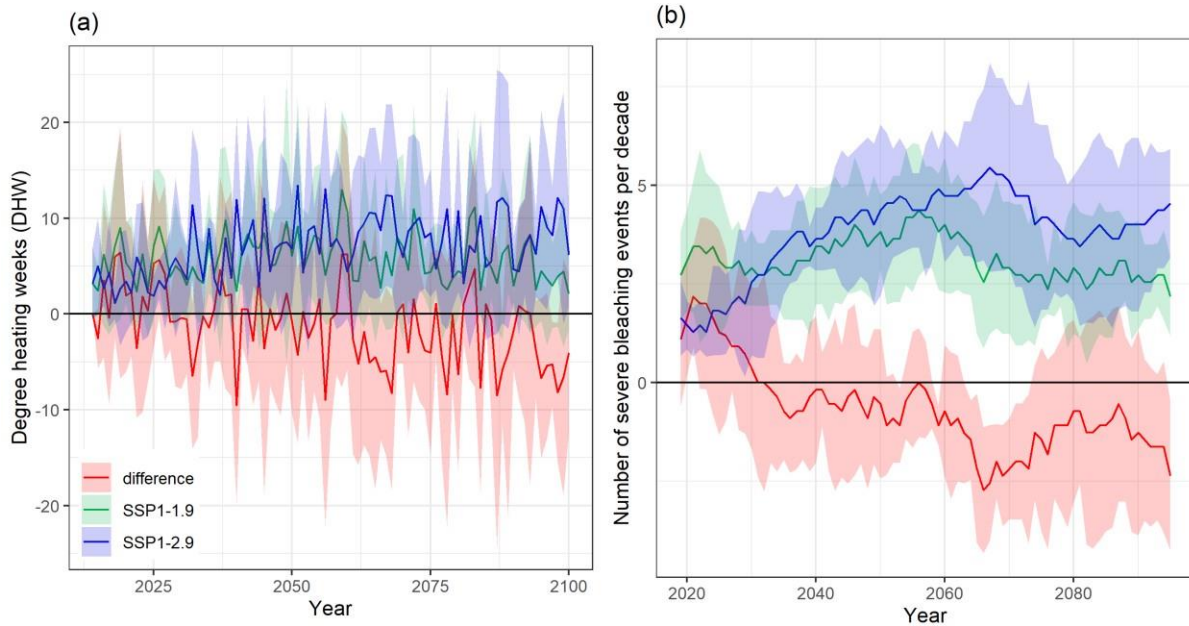 (a)
Degree heating weeks (DHW)
20
10
0
-10
-20
difference
SSP1-1.9
SSP1-2.9
2025
2050
2075
2100
Year
(b)
Number of severe bleaching events per decade
5
0
2020
2040
2060
2080
Year